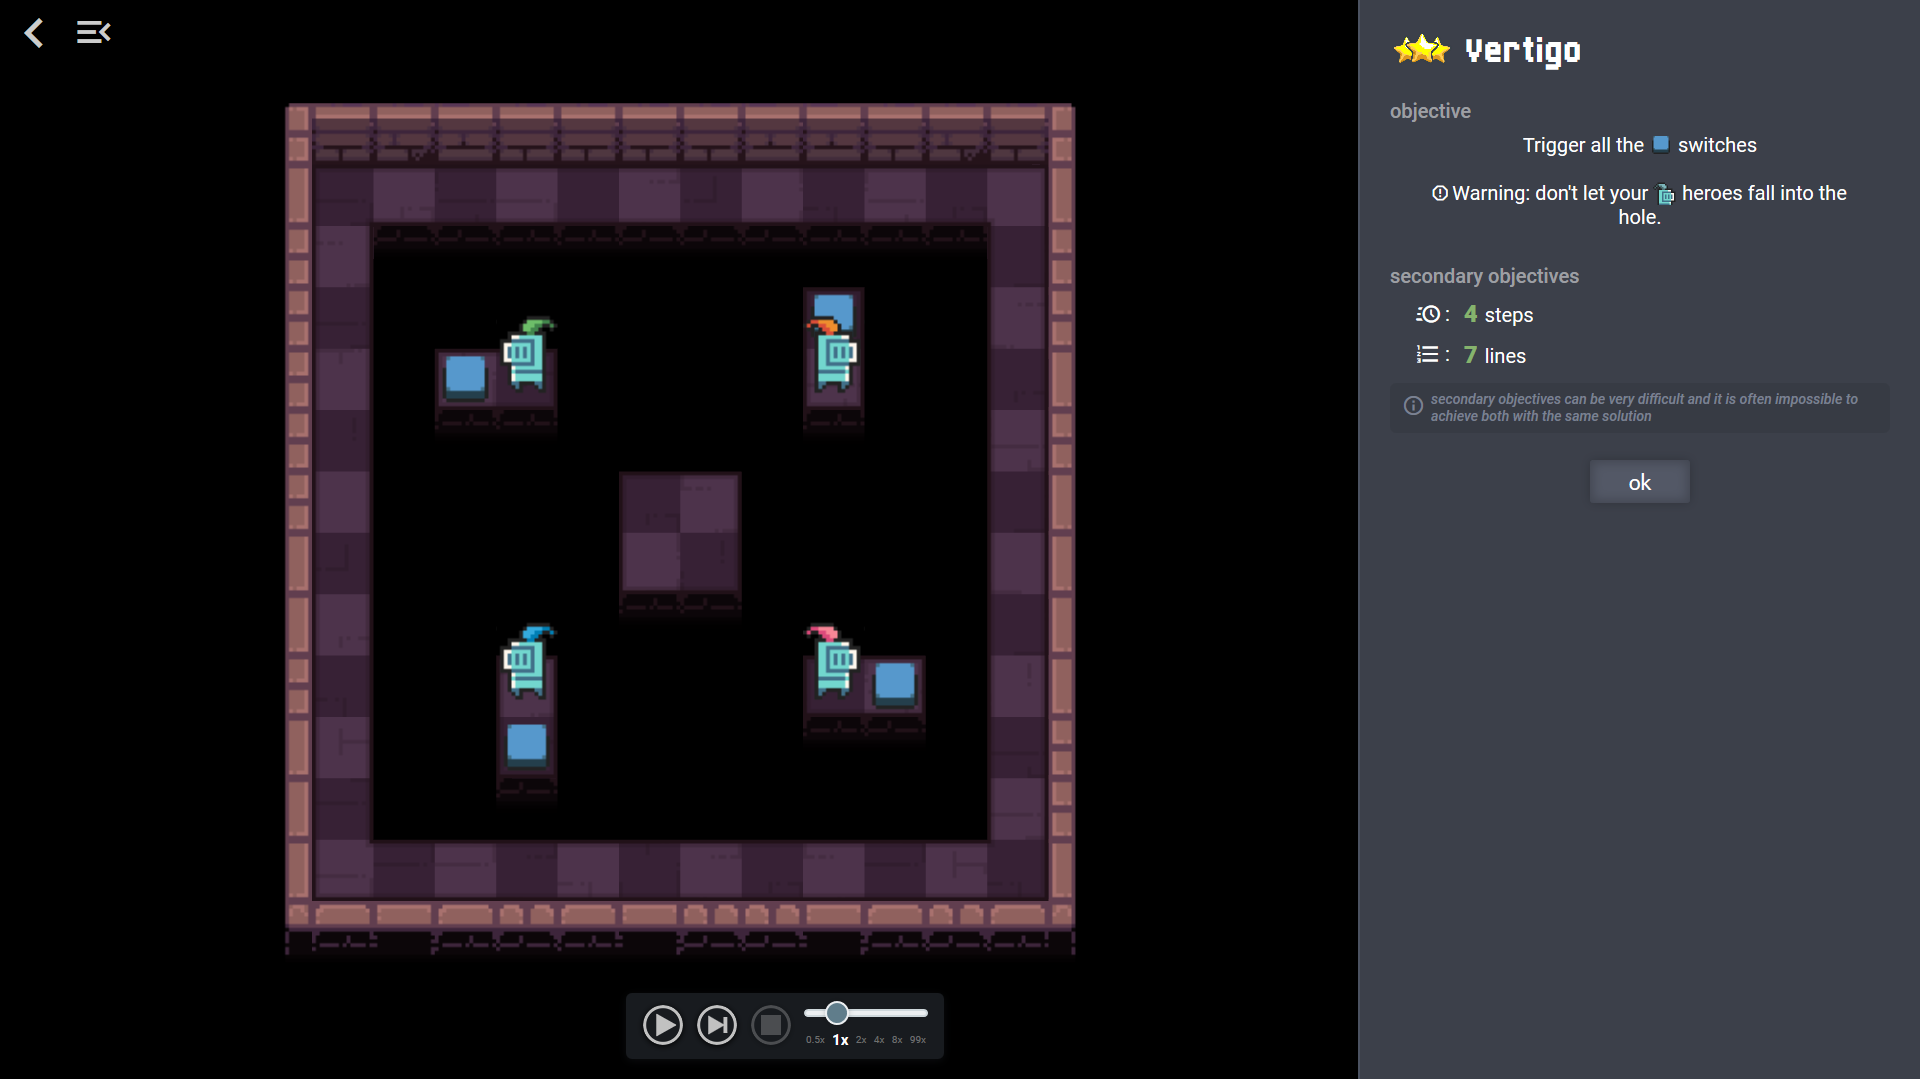 Vertigo
objective
Trigger all the switches
Warning: don't let your heroes fall into the
hole.
secondary objectives
: 4 steps
: 7 lines
secondary objectives can be very difficult and it is often impossible to
achieve both with the same solution
ok
0.5x 1x 2x 4x 8x 99x